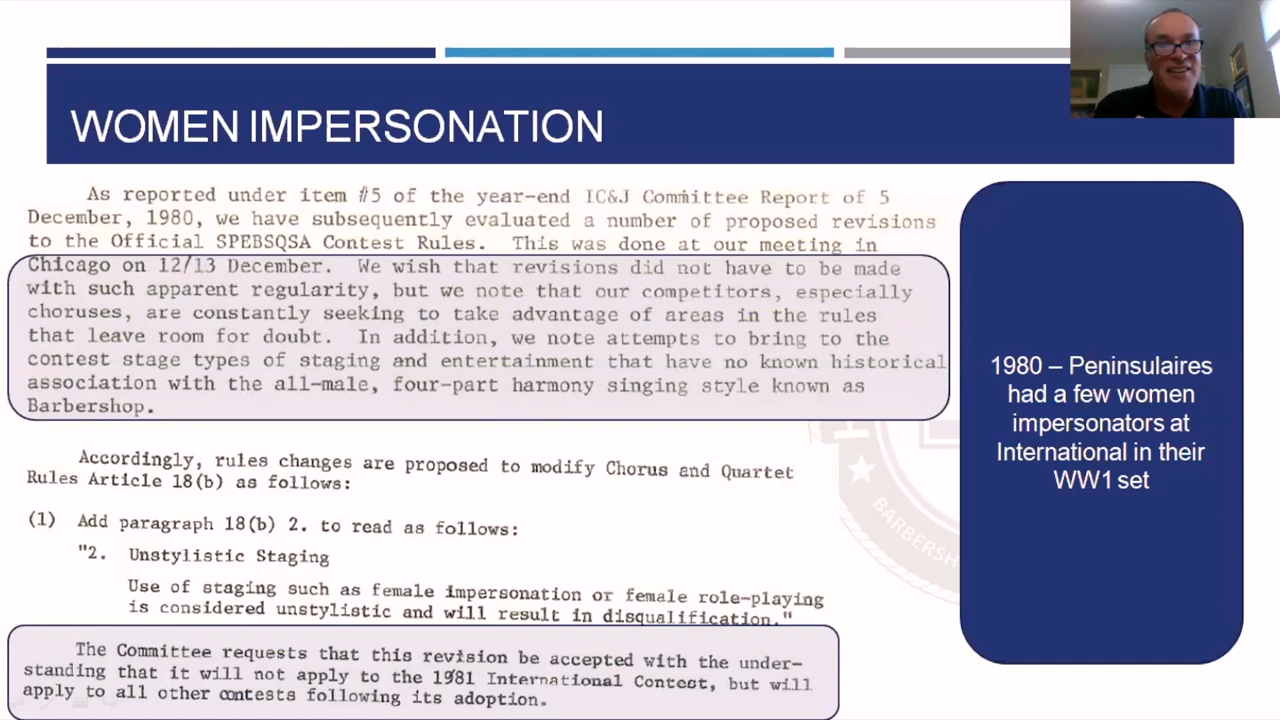 WOMEN IMPERSONATION
As reported under item #5 of the year-end IC&J Committee Report of 5
December, 1980, we have subsequently evaluated a number of proposed revisions
to the Official SPEBSQSA Contest Rules. This was done at our meeting in
Chicago on 12/13 December. We wish that revisions did not have to be made
with such apparent regularity, but we note that our competitors, especially
choruses, are constantly seeking to take advantage of areas in the rules
that leave room for doubt. In addition, we note attempts to bring to the
contest stage types of staging and entertainment that have no known historical
association with the all-male, four-part harmony singing style known as
Barbershop.
Accordingly, rules changes are proposed to modify Chorus and Quartet
Rules Article 18(b) as follows:
(1) Add paragraph 18(b) 2. to read as follows:
"2. Unstylistic Staging
Use of staging such as female impersonation or female role-playing
is considered unstylistic and will result in disqualification."
The Committee requests that this revision be accepted with the under-
standing that it will not apply to the 1981 International Contest, but will
apply to all other contests following its adoption.
1980 – Peninsulaires
had a few women
impersonators at
International in their
WW1 set
BARBERSH